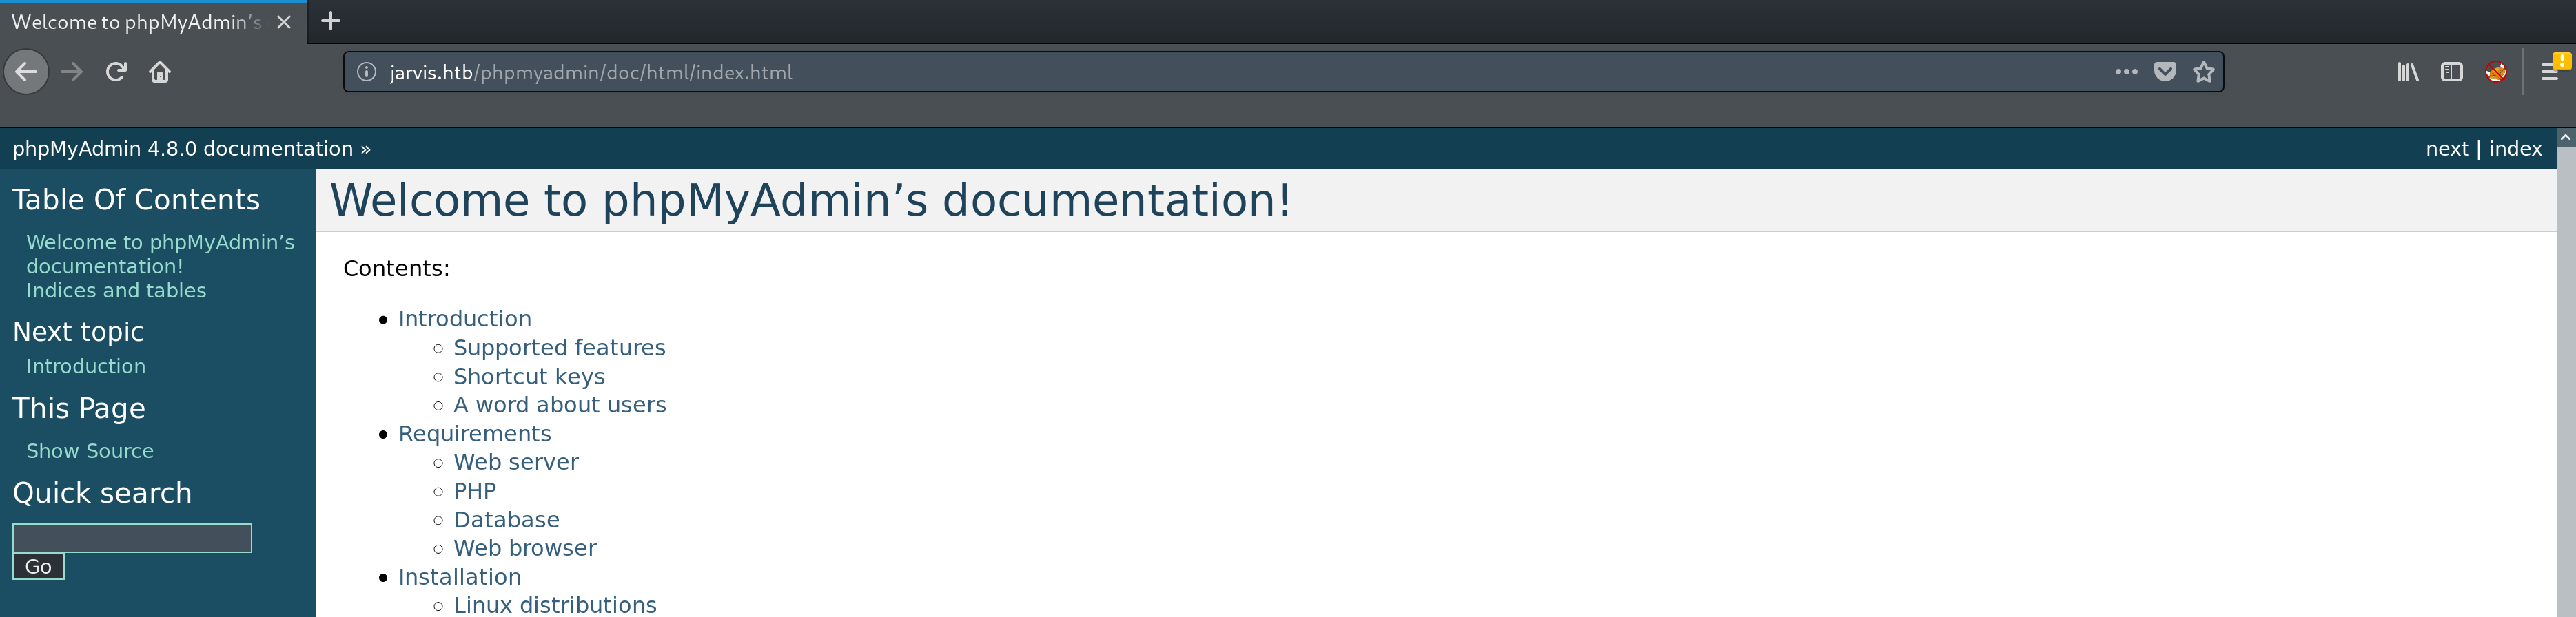 Welcome to phpMyAdmin’s
jarvis.htb/phpmyadmin/doc/html/index.html
phpMyAdmin 4.8.0 documentation »
next | index
Table Of Contents
Welcome to phpMyAdmin’s
documentation!
Indices and tables
Next topic
Introduction
This Page
Show Source
Quick search
Go
Welcome to phpMyAdmin’s documentation!
Contents:
Introduction
Supported features
Shortcut keys
A word about users
Requirements
Web server
PHP
Database
Web browser
Installation
Linux distributions